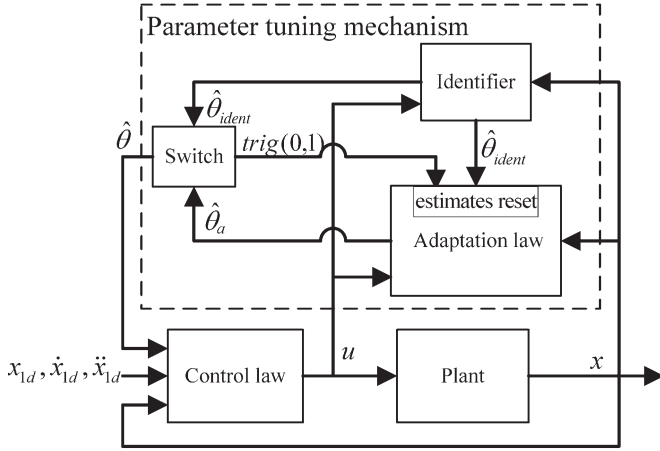 Parameter tuning mechanism
Identifier
θ̂_ident
θ̂
Switch
trig(0,1)
θ̂_ident
estimates reset
θ̂_a
Adaptation law
x_1d, ẋ_1d, ẍ_1d
Control law
u
Plant
x